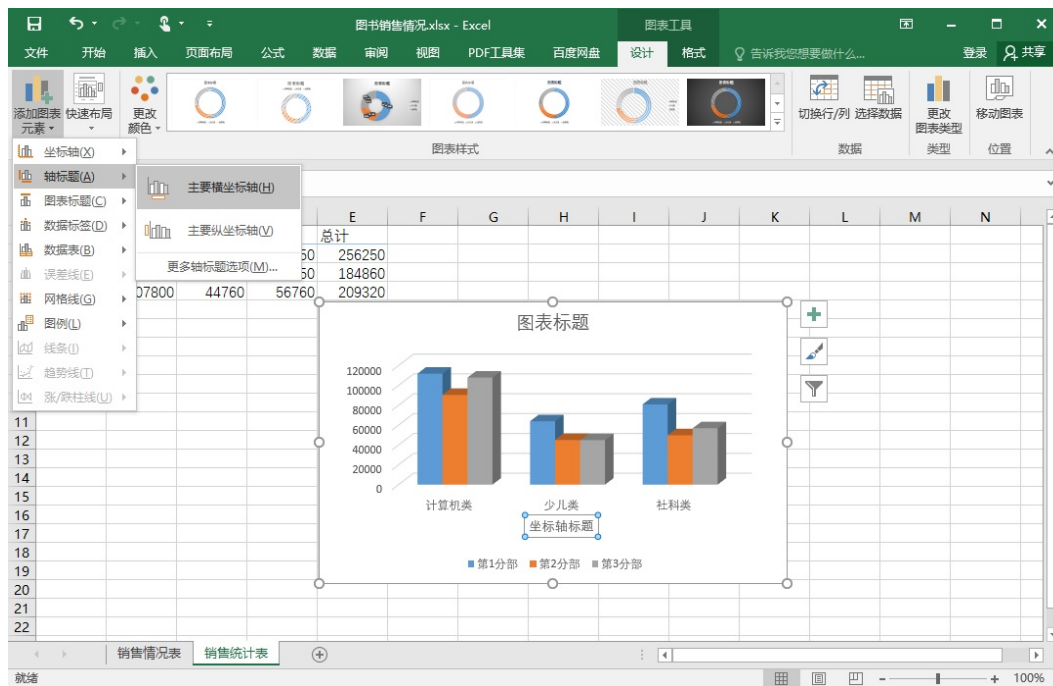 图书销售情况.xlsx - Excel
图表工具
文件 开始 插入 页面布局 公式 数据 审阅 视图 PDF工具集 百度网盘 设计 格式 告诉我您想要做什么... 登录 共享
添加图表元素
快速布局
更改颜色
切换行/列
选择数据
更改图表类型
移动图表
图表样式
数据
类型
位置
坐标轴(X)
轴标题(A)
图表标题(C)
数据标签(D)
数据表(B)
误差线(E)
网格线(G)
图例(L)
线条(I)
趋势线(T)
涨/跌柱线(U)
主要横坐标轴(H)
主要纵坐标轴(V)
更多轴标题选项(M)...
E F G H I J K L M N
总计
50 256250
50 184860
07800 44760 56760 209320
11
12
13
14
15
16
17
18
19
20
21
22
图表标题
120000
100000
80000
60000
40000
20000
0
计算机类 少儿类 社科类
坐标轴标题
第1分部 第2分部 第3分部
销售情况表 销售统计表
就绪
100%